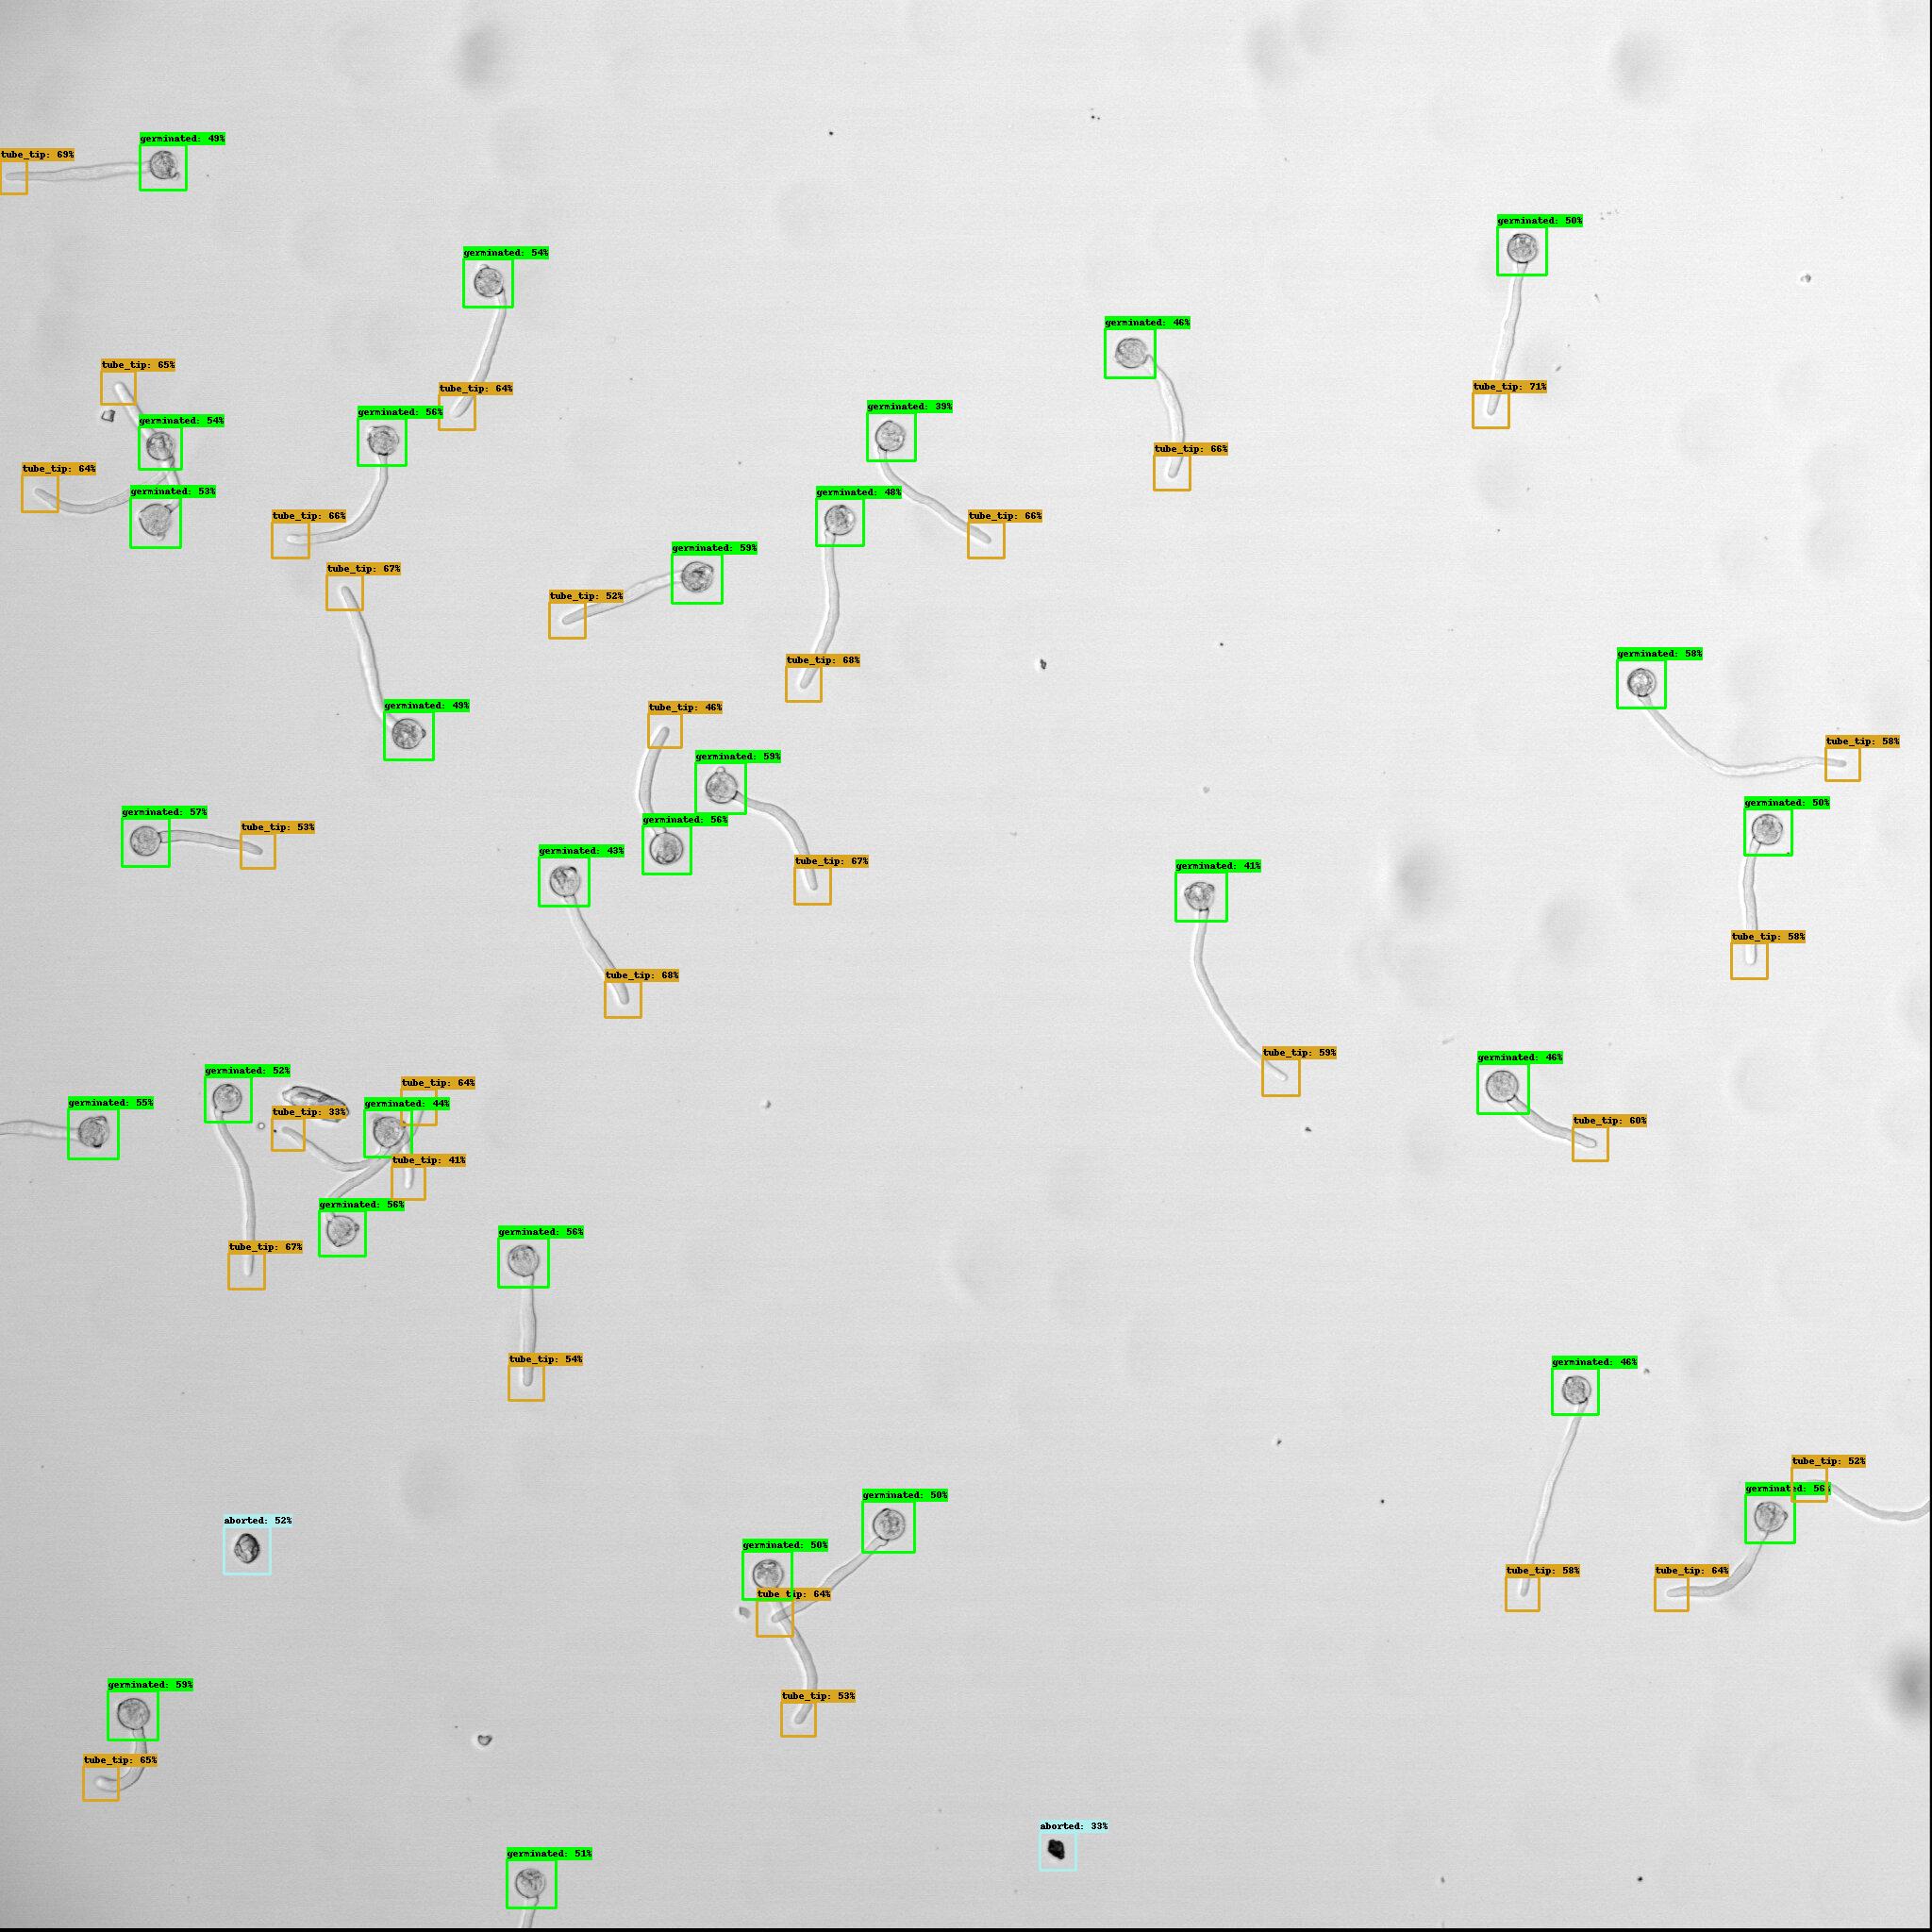 germinated: 49%
tube_tip: 69%
germinated: 50%
germinated: 54%
germinated: 46%
tube_tip: 65%
tube_tip: 64%
tube_tip: 71%
germinated: 39%
germinated: 56%
germinated: 54%
tube_tip: 66%
tube_tip: 64%
germinated: 53%
germinated: 48%
tube_tip: 66%
tube_tip: 66%
germinated: 59%
tube_tip: 67%
tube_tip: 52%
germinated: 58%
tube_tip: 68%
germinated: 49%
tube_tip: 46%
tube_tip: 58%
germinated: 59%
germinated: 50%
germinated: 57%
germinated: 56%
tube_tip: 53%
germinated: 43%
tube_tip: 67%
germinated: 41%
tube_tip: 58%
tube_tip: 68%
tube_tip: 59%
germinated: 46%
germinated: 52%
tube_tip: 64%
germinated: 55%
germinated: 44%
tube_tip: 33%
tube_tip: 60%
tube_tip: 41%
germinated: 56%
germinated: 56%
tube_tip: 67%
tube_tip: 54%
germinated: 46%
tube_tip: 52%
germinated: 56
germinated: 50%
aborted: 52%
germinated: 50%
tube_tip: 58%
tube_tip: 64%
tube_tip: 64%
germinated: 59%
tube_tip: 53%
tube_tip: 65%
aborted: 33%
germinated: 51%